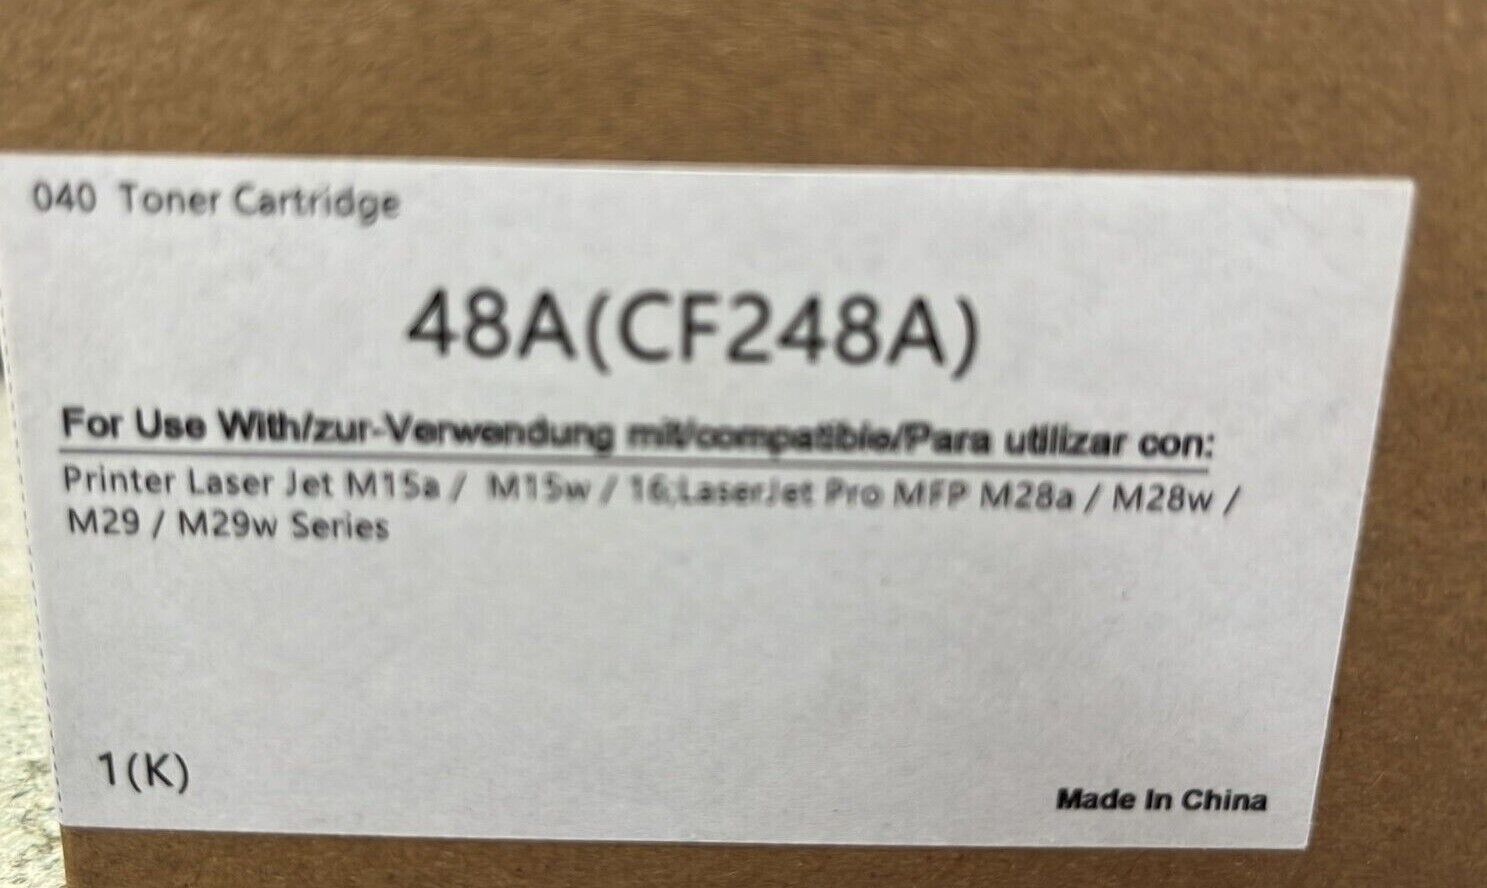 040 Toner Cartridge
48A(CF248A)
For Use With/zur-Verwendung mit/compatible/Para utilizar con:
Printer Laser Jet M15a / M15w / 16;LaserJet Pro MFP M28a / M28w /
M29 / M29w Series
1(K)
Made In China